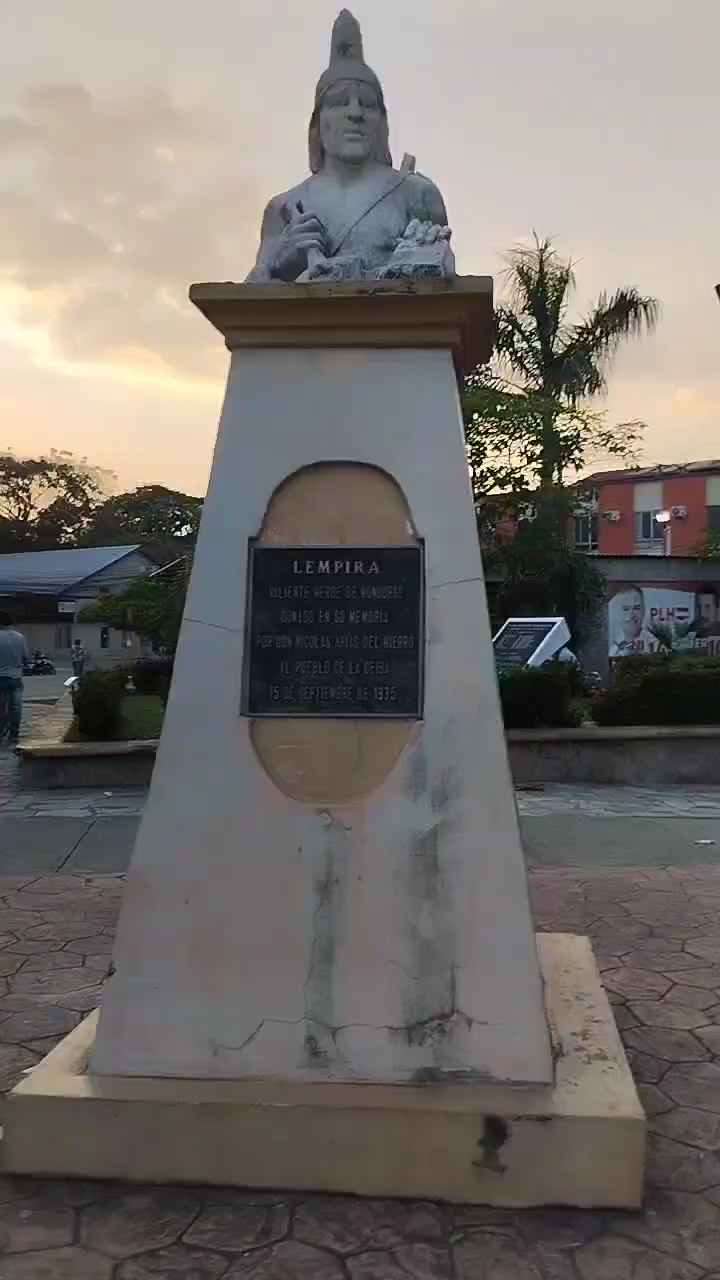 LEMPIRA
VALIENTE HEROE DE HONDURAS
DONADO EN SU MEMORIA
POR DON NICOLAS ARIAS DEL HIERRO
AL PUEBLO DE LA CEIBA
15 DE SEPTIEMBRE DE 1935
PLH